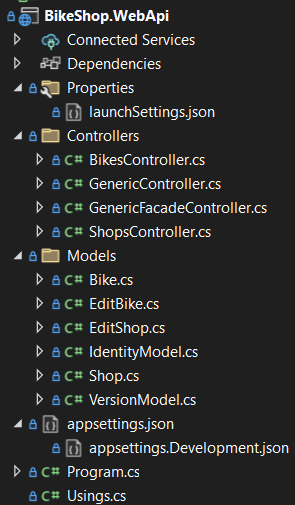 BikeShop.WebApi
Connected Services
Dependencies
Properties
launchSettings.json
Controllers
C# BikesController.cs
C# GenericController.cs
C# GenericFacadeController.cs
C# ShopsController.cs
Models
C# Bike.cs
C# EditBike.cs
C# EditShop.cs
C# IdentityModel.cs
C# Shop.cs
C# VersionModel.cs
appsettings.json
appsettings.Development.json
C# Program.cs
C# Usings.cs